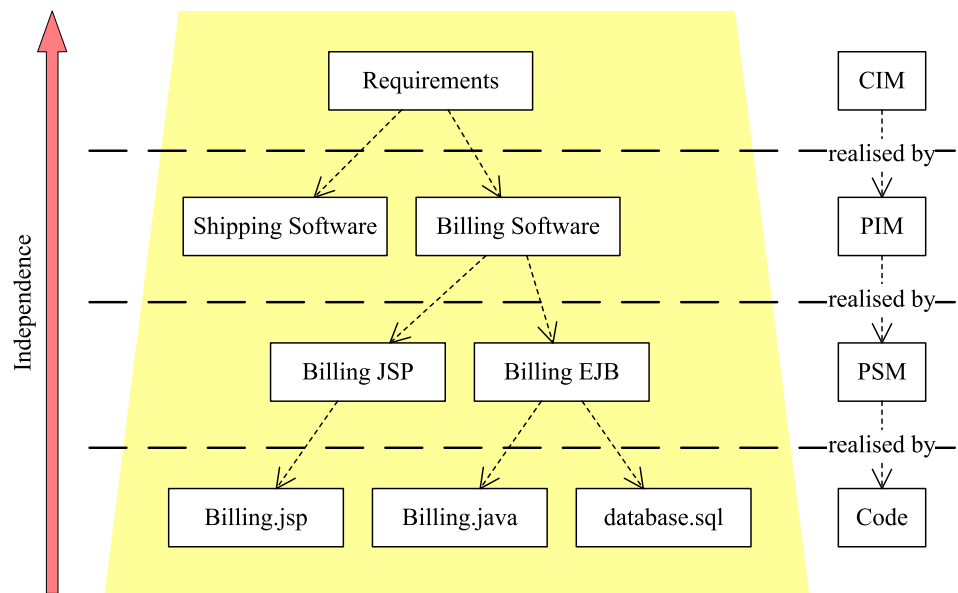 Requirements
CIM
realised by
Shipping Software
Billing Software
PIM
Independence
realised by
Billing JSP
Billing EJB
PSM
realised by
Billing.jsp
Billing.java
database.sql
Code